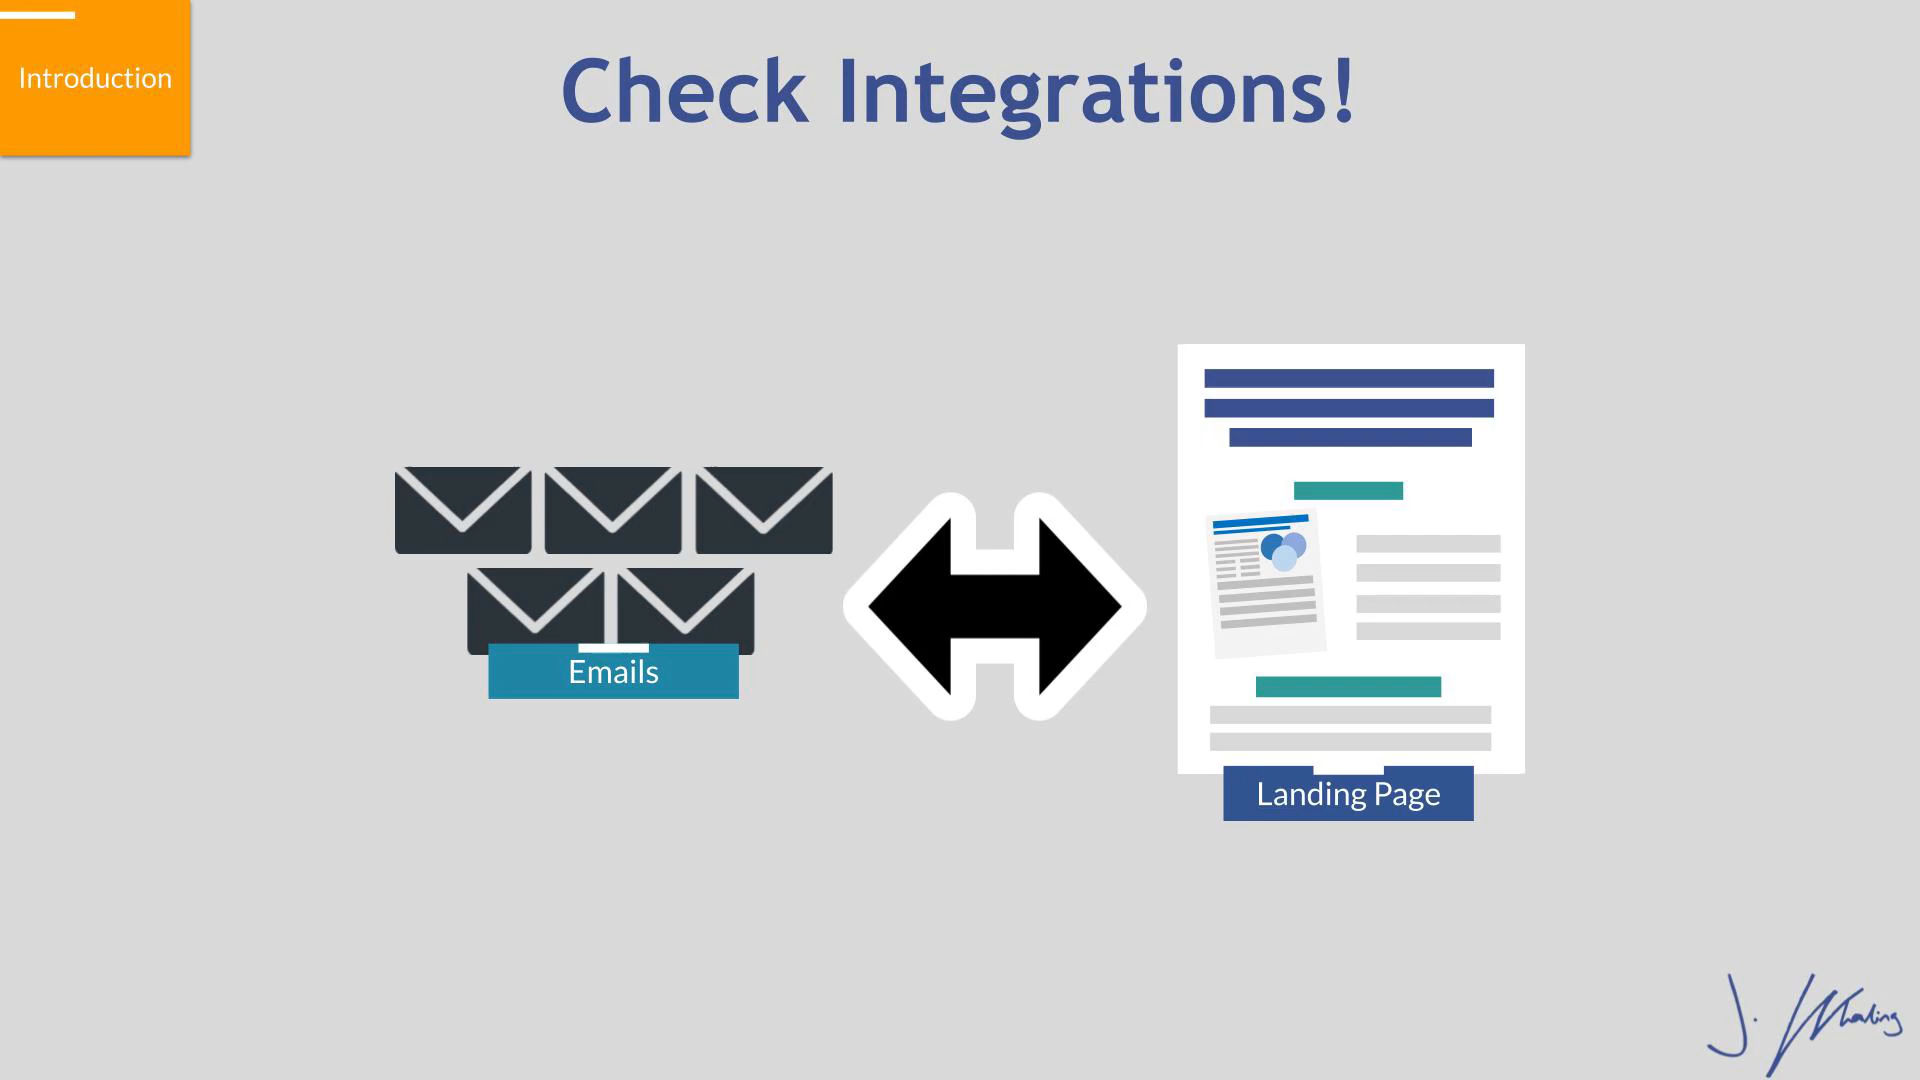 Introduction
Check Integrations!
Emails
Landing Page